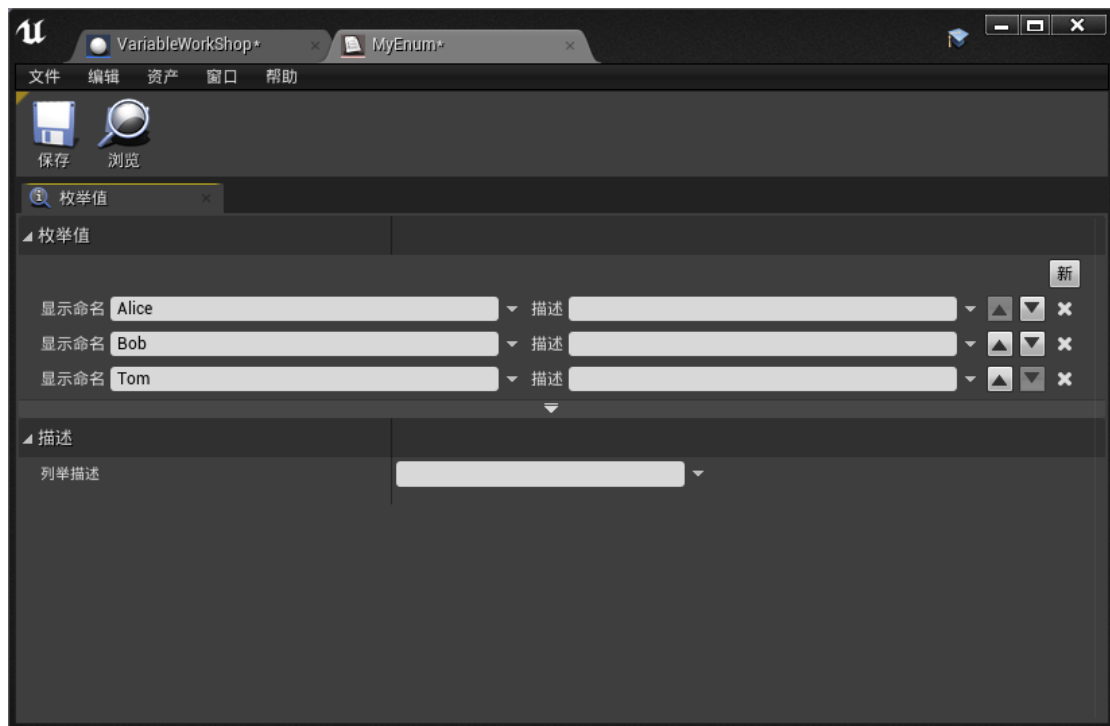 VariableWorkShop* MyEnum*
文件 编辑 资产 窗口 帮助
保存 浏览
枚举值
枚举值
新
显示命名 Alice 描述
显示命名 Bob 描述
显示命名 Tom 描述
描述
列举描述